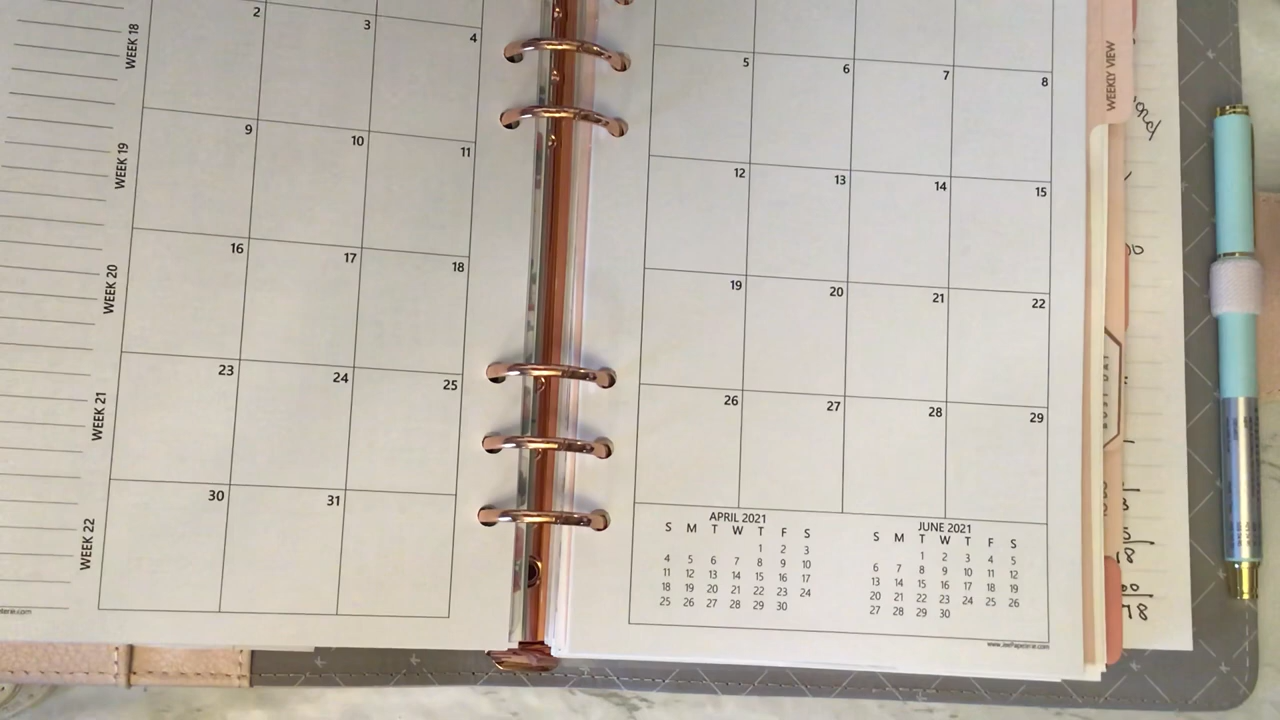 WEEK 18
2 3 4
WEEK 19
9 10 11
WEEK 20
16 17 18
WEEK 21
23 24 25
WEEK 22
30 31
5 6 7 8
12 13 14 15
19 20 21 22
26 27 28 29
APRIL 2021
S M T W T F S
1 2 3
4 5 6 7 8 9 10
11 12 13 14 15 16 17
18 19 20 21 22 23 24
25 26 27 28 29 30
JUNE 2021
S M T W T F S
1 2 3 4 5
6 7 8 9 10 11 12
13 14 15 16 17 18 19
20 21 22 23 24 25 26
27 28 29 30
www.JeePapeterie.com
WEEKLY VIEW